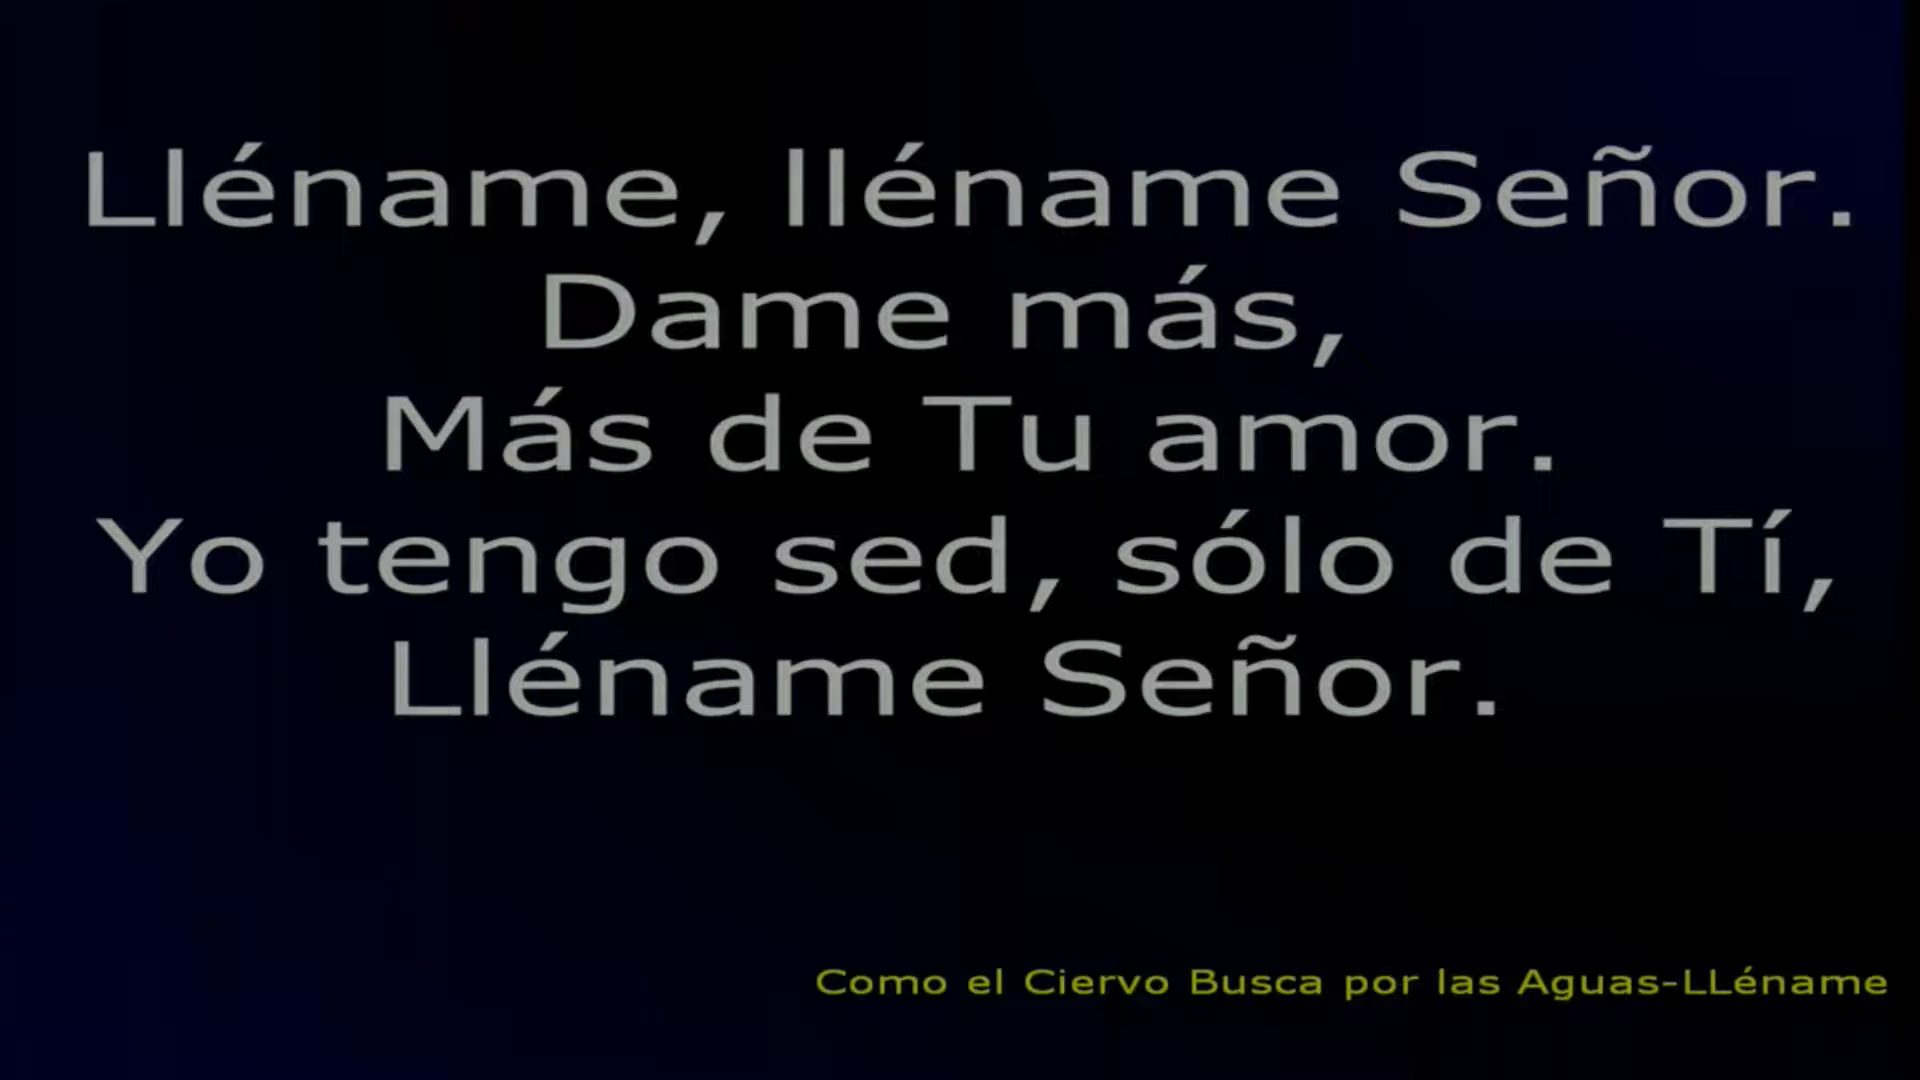 Lléname, lléname Señor.
Dame más,
Más de Tu amor.
Yo tengo sed, sólo de Tí,
Lléname Señor.
Como el Ciervo Busca por las Aguas-LLéname